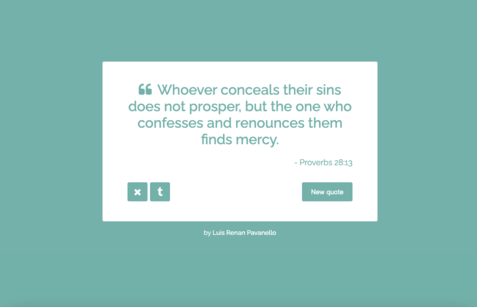 ❝ Whoever conceals their sins
does not prosper, but the one who
confesses and renounces them
finds mercy.
- Proverbs 28:13
× t New quote
by Luis Renan Pavanello